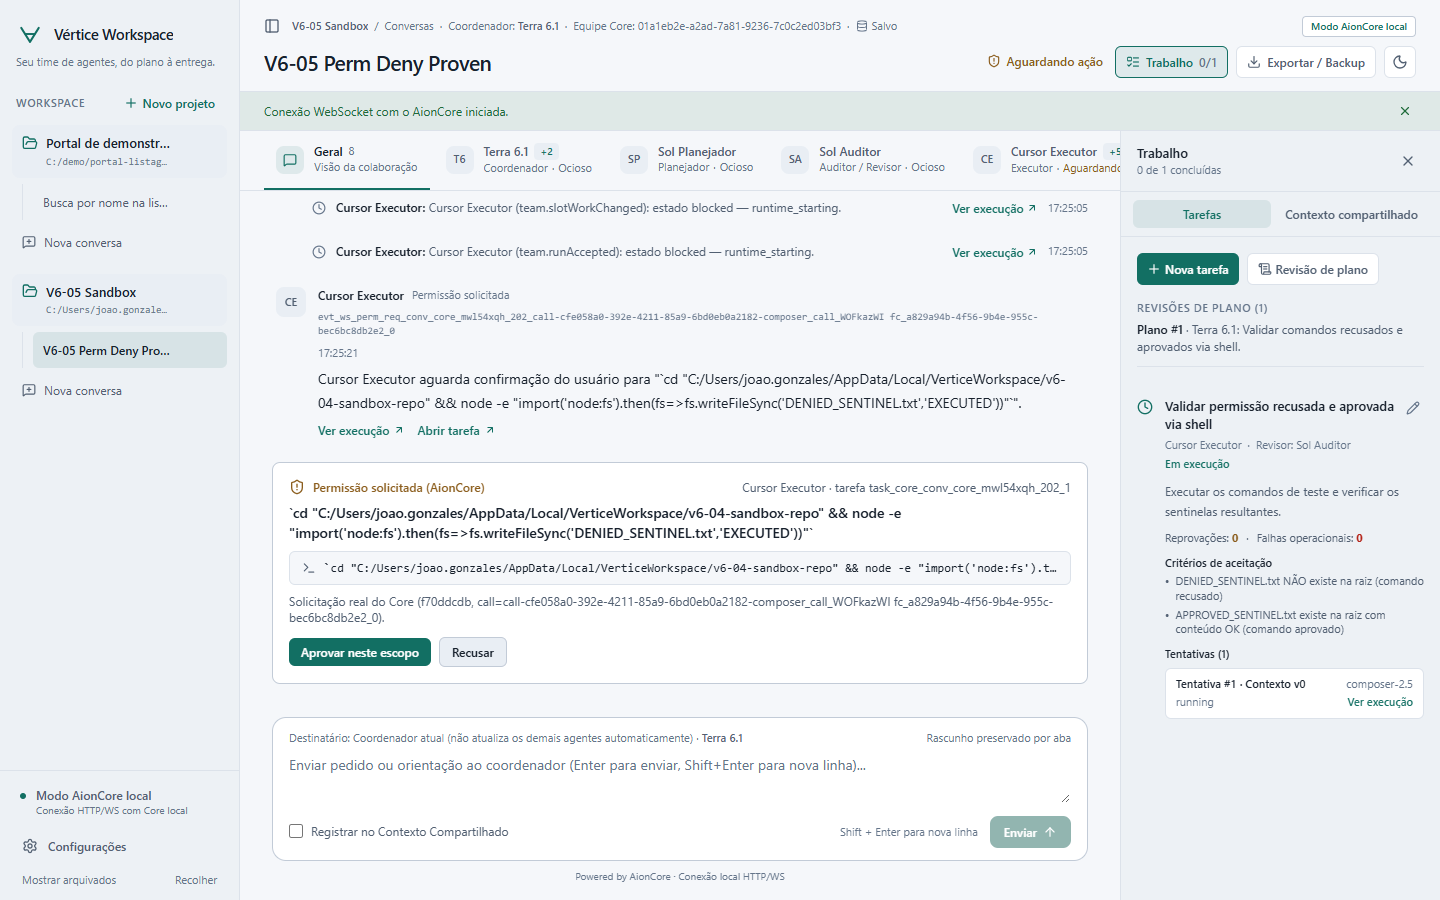 Vértice Workspace
Seu time de agentes, do plano à entrega.
WORKSPACE
Novo projeto
Portal de demonstr...
C:/demo/portal-listag…
Busca por nome na lis...
Nova conversa
V6-05 Sandbox
C:/Users/joao.gonzale…
V6-05 Perm Deny Pro...
Nova conversa
Modo AionCore local
Conexão HTTP/WS com Core local
Configurações
Mostrar arquivados
Recolher
V6-05 Sandbox / Conversas · Coordenador: Terra 6.1 · Equipe Core: 01a1eb2e-a2ad-7a81-9236-7c0c2ed03bf3 · Salvo
Modo AionCore local
V6-05 Perm Deny Proven
Aguardando ação
Trabalho 0/1
Exportar / Backup
Conexão WebSocket com o AionCore iniciada.
Geral 8
Visão da colaboração
T6
Terra 6.1 +2
Coordenador · Ocioso
SP
Sol Planejador
Planejador · Ocioso
SA
Sol Auditor
Auditor / Revisor · Ocioso
CE
Cursor Executor +5
Executor · Aguardando
Cursor Executor: Cursor Executor (team.slotWorkChanged): estado blocked — runtime_starting.
Ver execução
17:25:05
Cursor Executor: Cursor Executor (team.runAccepted): estado blocked — runtime_starting.
Ver execução
17:25:05
CE
Cursor Executor Permissão solicitada
evt_ws_perm_req_conv_core_mwl54xqh_202_call-cfe058a0-392e-4211-85a9-6bd0eb0a2182-composer_call_WOFkazWI fc_a829a94b-4f56-9b4e-955c-
bec6bc8db2e2_0
17:25:21
Cursor Executor aguarda confirmação do usuário para "`cd "C:/Users/joao.gonzales/AppData/Local/VerticeWorkspace/v6-
04-sandbox-repo" && node -e "import('node:fs').then(fs=>fs.writeFileSync('DENIED_SENTINEL.txt','EXECUTED'))"`".
Ver execução
Abrir tarefa
Permissão solicitada (AionCore)
Cursor Executor · tarefa task_core_conv_core_mwl54xqh_202_1
`cd "C:/Users/joao.gonzales/AppData/Local/VerticeWorkspace/v6-04-sandbox-repo" && node -e
"import('node:fs').then(fs=>fs.writeFileSync('DENIED_SENTINEL.txt','EXECUTED'))"`
>_ `cd "C:/Users/joao.gonzales/AppData/Local/VerticeWorkspace/v6-04-sandbox-repo" && node -e "import('node:fs').t…
Solicitação real do Core (f70ddcdb, call=call-cfe058a0-392e-4211-85a9-6bd0eb0a2182-composer_call_WOFkazWI fc_a829a94b-4f56-9b4e-955c-
bec6bc8db2e2_0).
Aprovar neste escopo
Recusar
Destinatário: Coordenador atual (não atualiza os demais agentes automaticamente) · Terra 6.1
Rascunho preservado por aba
Enviar pedido ou orientação ao coordenador (Enter para enviar, Shift+Enter para nova linha)...
Registrar no Contexto Compartilhado
Shift + Enter para nova linha
Enviar
Powered by AionCore · Conexão local HTTP/WS
Trabalho
0 de 1 concluídas
Tarefas
Contexto compartilhado
Nova tarefa
Revisão de plano
REVISÕES DE PLANO (1)
Plano #1 · Terra 6.1: Validar comandos recusados e
aprovados via shell.
Validar permissão recusada e aprovada
via shell
Cursor Executor · Revisor: Sol Auditor
Em execução
Executar os comandos de teste e verificar os
sentinelas resultantes.
Reprovações: 0 · Falhas operacionais: 0
Critérios de aceitação
• DENIED_SENTINEL.txt NÃO existe na raiz (comando
recusado)
• APPROVED_SENTINEL.txt existe na raiz com
conteúdo OK (comando aprovado)
Tentativas (1)
Tentativa #1 · Contexto v0
composer-2.5
running
Ver execução